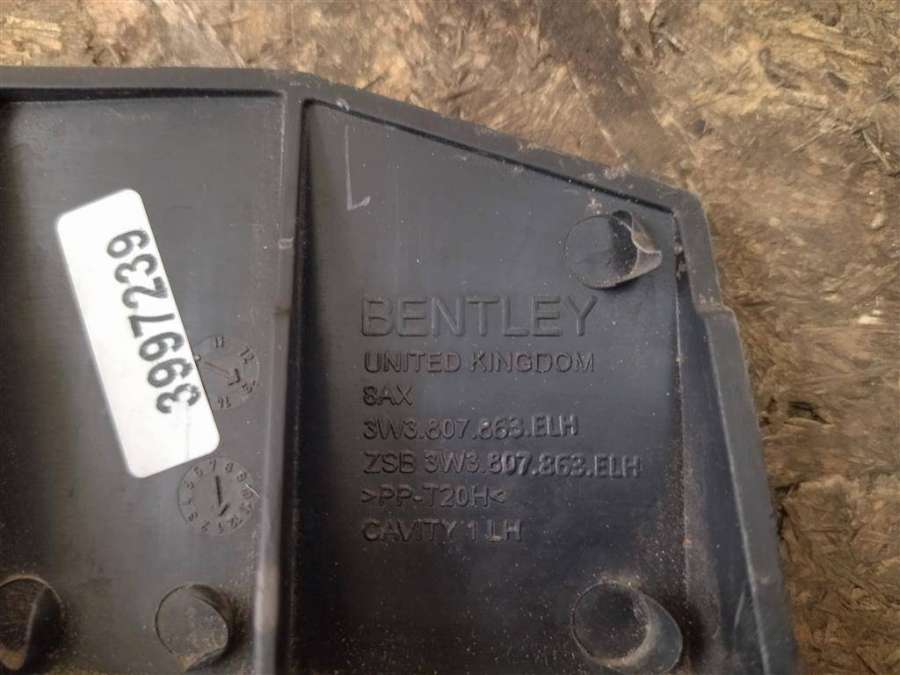 L
3997239
BENTLEY
UNITED KINGDOM
8AX
3W3.807.863.ELH
ZSB 3W3.807.863.ELH
>PP-T20H<
CAVITY 1 LH